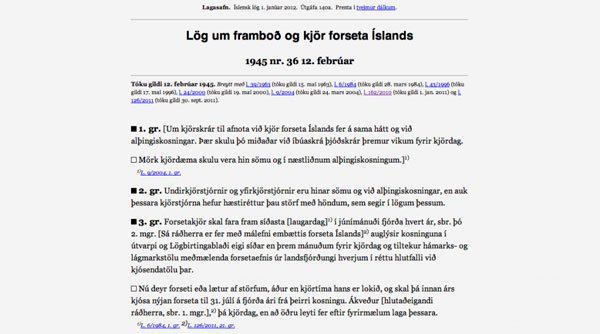 Lagasafn. Íslensk lög 1. janúar 2012. Útgáfa 140a. Prenta í tveimur dálkum.
Lög um framboð og kjör forseta Íslands
1945 nr. 36 12. febrúar
Tóku gildi 12. febrúar 1945. Breytt með l. 39/1963 (tóku gildi 15. maí 1963), l. 6/1984 (tóku gildi 28. mars 1984), l. 43/1996 (tóku
gildi 17. maí 1996), l. 24/2000 (tóku gildi 19. maí 2000), l. 9/2004 (tóku gildi 24. mars 2004), l. 162/2010 (tóku gildi 1. jan. 2011) og l.
126/2011 (tóku gildi 30. sept. 2011).
■ 1. gr. [Um kjörskrár til afnota við kjör forseta Íslands fer á sama hátt og við
alþingiskosningar. Þær skulu þó miðaðar við íbúaskrá þjóðskrár þremur vikum fyrir kjördag.
□ Mörk kjördæma skulu vera hin sömu og í næstliðnum alþingiskosningum.]1)
1)L. 9/2004, 1. gr.
■ 2. gr. Undirkjörstjórnir og yfirkjörstjórnir eru hinar sömu og við alþingiskosningar, en auk
þessara kjörstjórna hefur hæstiréttur þau störf með höndum, sem segir í lögum þessum.
■ 3. gr. Forsetakjör skal fara fram síðasta [laugardag]1) í júnímánuði fjórða hvert ár, sbr. þó
2. mgr. [Sá ráðherra er fer með málefni embættis forseta Íslands]2) auglýsir kosninguna í
útvarpi og Lögbirtingablaði eigi síðar en þrem mánuðum fyrir kjördag og tiltekur hámarks- og
lágmarkstölu meðmælenda forsetaefnis úr landsfjórðungi hverjum í réttu hlutfalli við
kjósendatölu þar.
□ Nú deyr forseti eða lætur af störfum, áður en kjörtíma hans er lokið, og skal þá innan árs
kjósa nýjan forseta til 31. júlí á fjórða ári frá þeirri kosningu. Ákveður [hlutaðeigandi
ráðherra, sbr. 1. mgr.],2) þá kjördag, en að öðru leyti fer eftir fyrirmælum laga þessara.
1)L. 6/1984, 1. gr. 2)L. 126/2011, 21. gr.